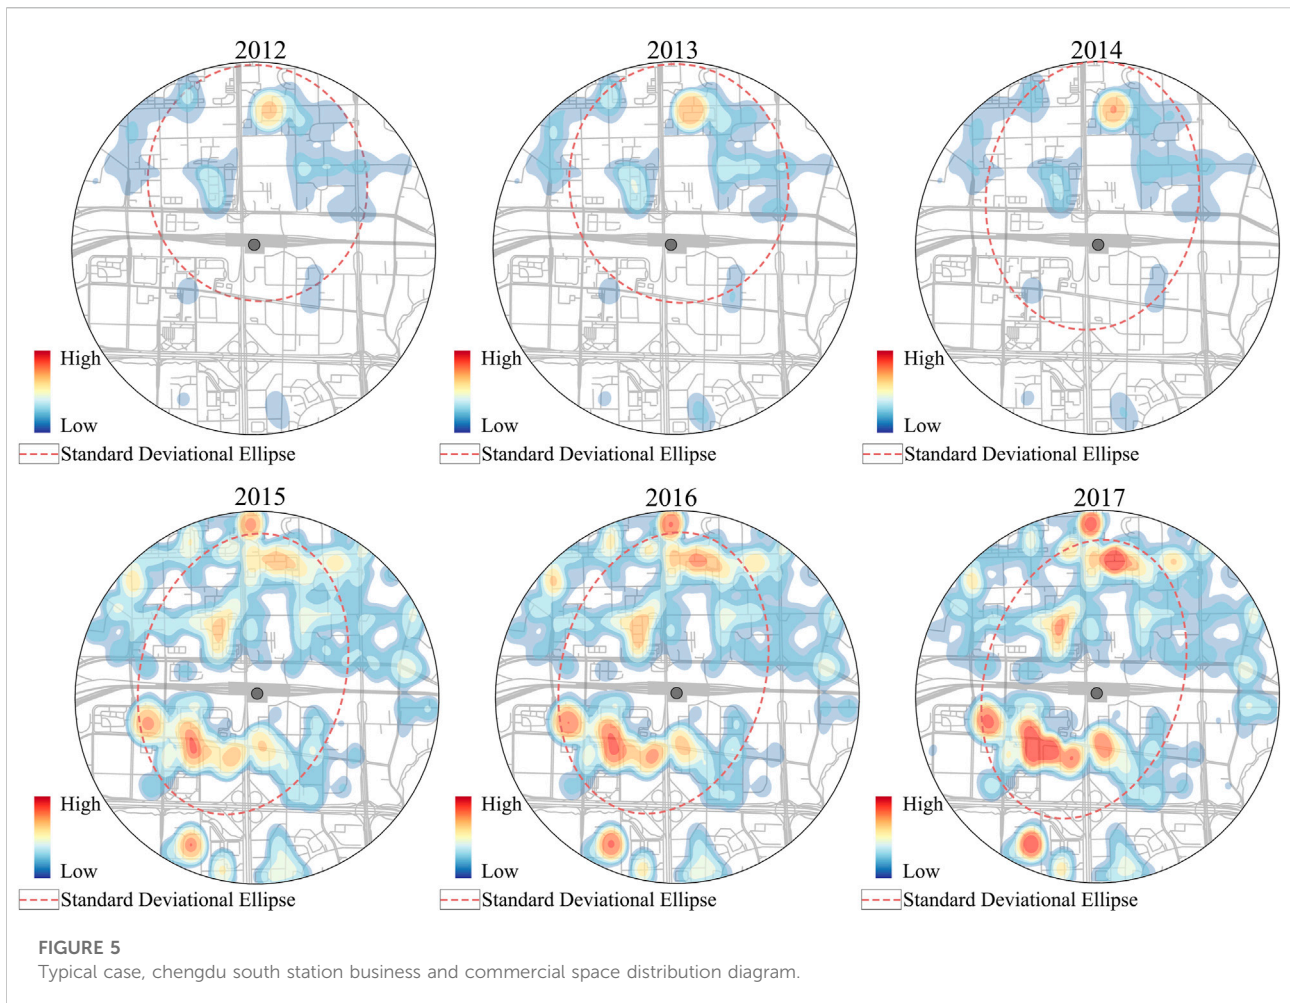 2012
2013
2014
High
Low
Standard Deviational Ellipse
High
Low
Standard Deviational Ellipse
High
Low
Standard Deviational Ellipse
2015
2016
2017
High
Low
Standard Deviational Ellipse
High
Low
Standard Deviational Ellipse
High
Low
Standard Deviational Ellipse
FIGURE 5
Typical case, chengdu south station business and commercial space distribution diagram.